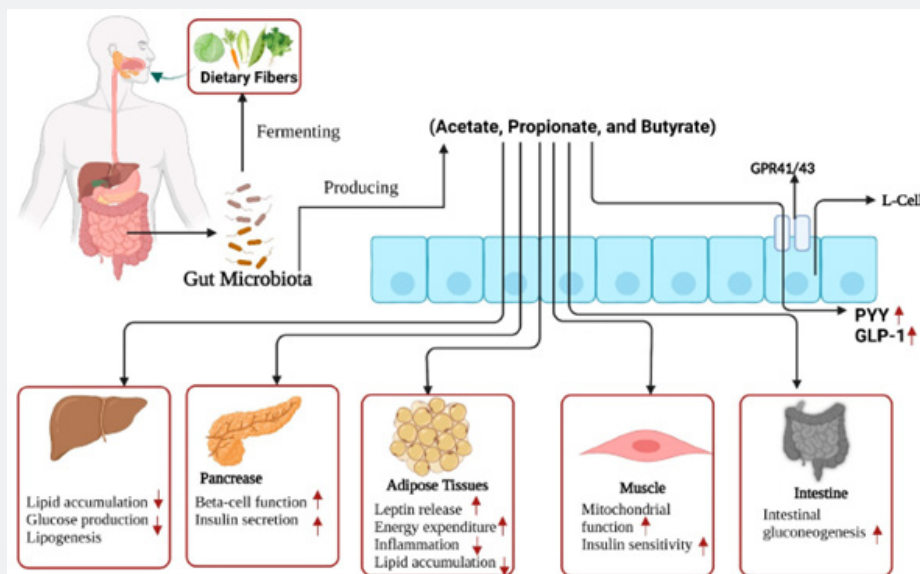 Dietary Fibers
Fermenting
(Acetate, Propionate, and Butyrate)
GPR41/43
L-Cell
Producing
Gut Microbiota
PYY
GLP-1
Lipid accumulation
Glucose production
Lipogenesis
Pancrease
Beta-cell function
Insulin secretion
Adipose Tissues
Leptin release
Energy expenditure
Inflammation
Lipid accumulation
Muscle
Mitochondrial
function
Insulin sensitivity
Intestine
Intestinal
gluconeogenesis